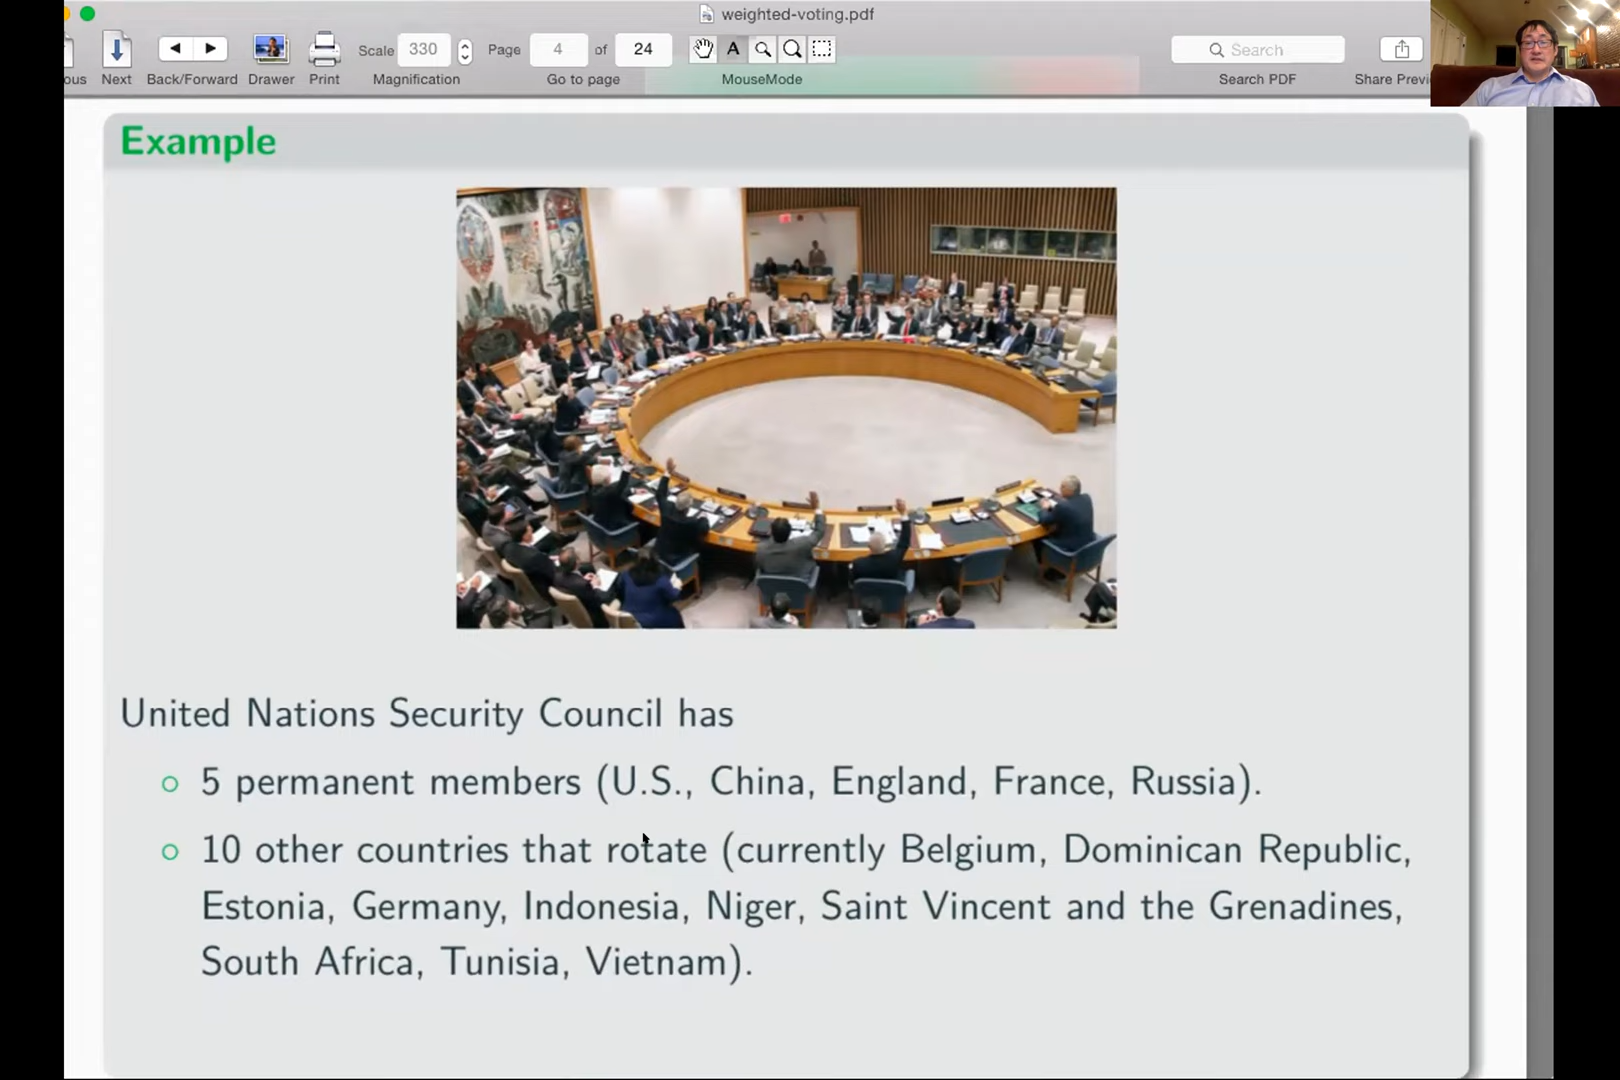 weighted-voting.pdf
ous Next Back/Forward Drawer Print Scale 330 Magnification Page 4 of 24 Go to page A MouseMode Search Search PDF Share Previ
Example
United Nations Security Council has
5 permanent members (U.S., China, England, France, Russia).
10 other countries that rotate (currently Belgium, Dominican Republic,
Estonia, Germany, Indonesia, Niger, Saint Vincent and the Grenadines,
South Africa, Tunisia, Vietnam).